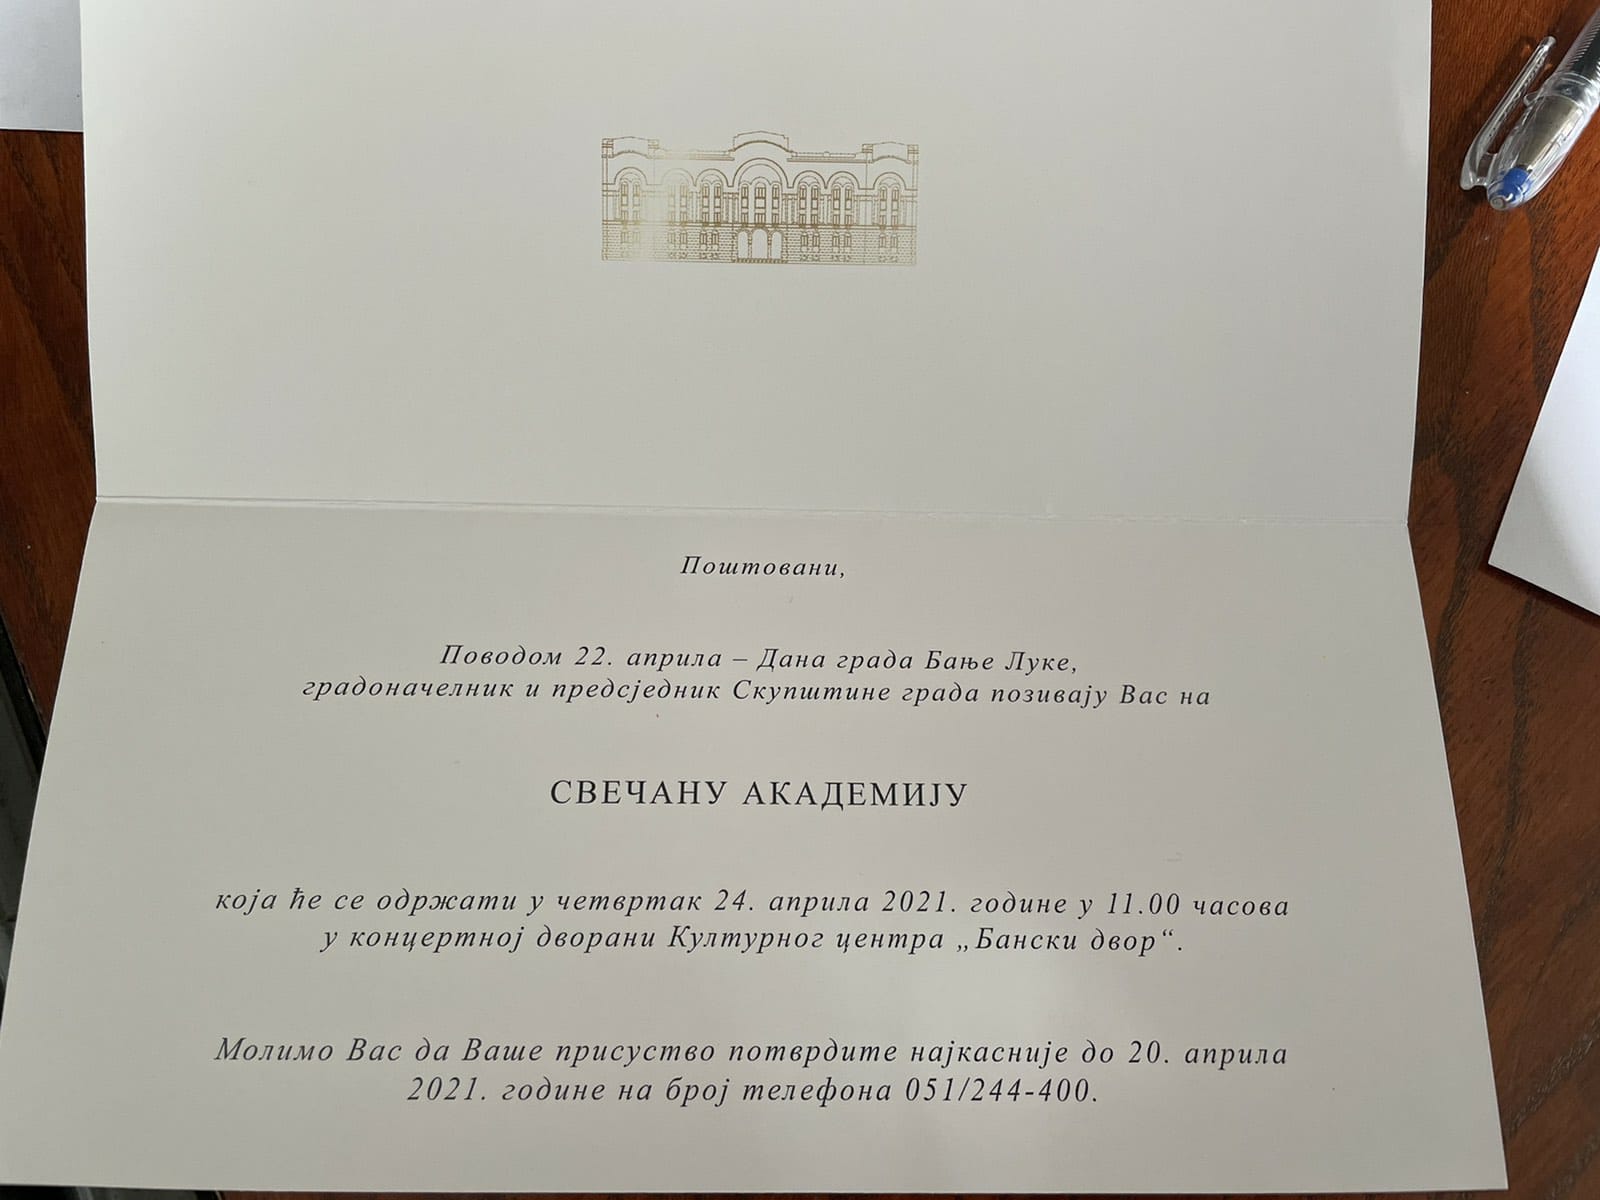 Поштовани,
Поводом 22. априла – Дана града Бање Луке,
градоначелник и предсједник Скупштине града позивају Вас на
СВЕЧАНУ АКАДЕМИЈУ
која ће се одржати у четвртак 24. априла 2021. године у 11.00 часова
у концертној дворани Културног центра „Бански двор“.
Молимо Вас да Ваше присуство потврдите најкасније до 20. априла
2021. године на број телефона 051/244-400.